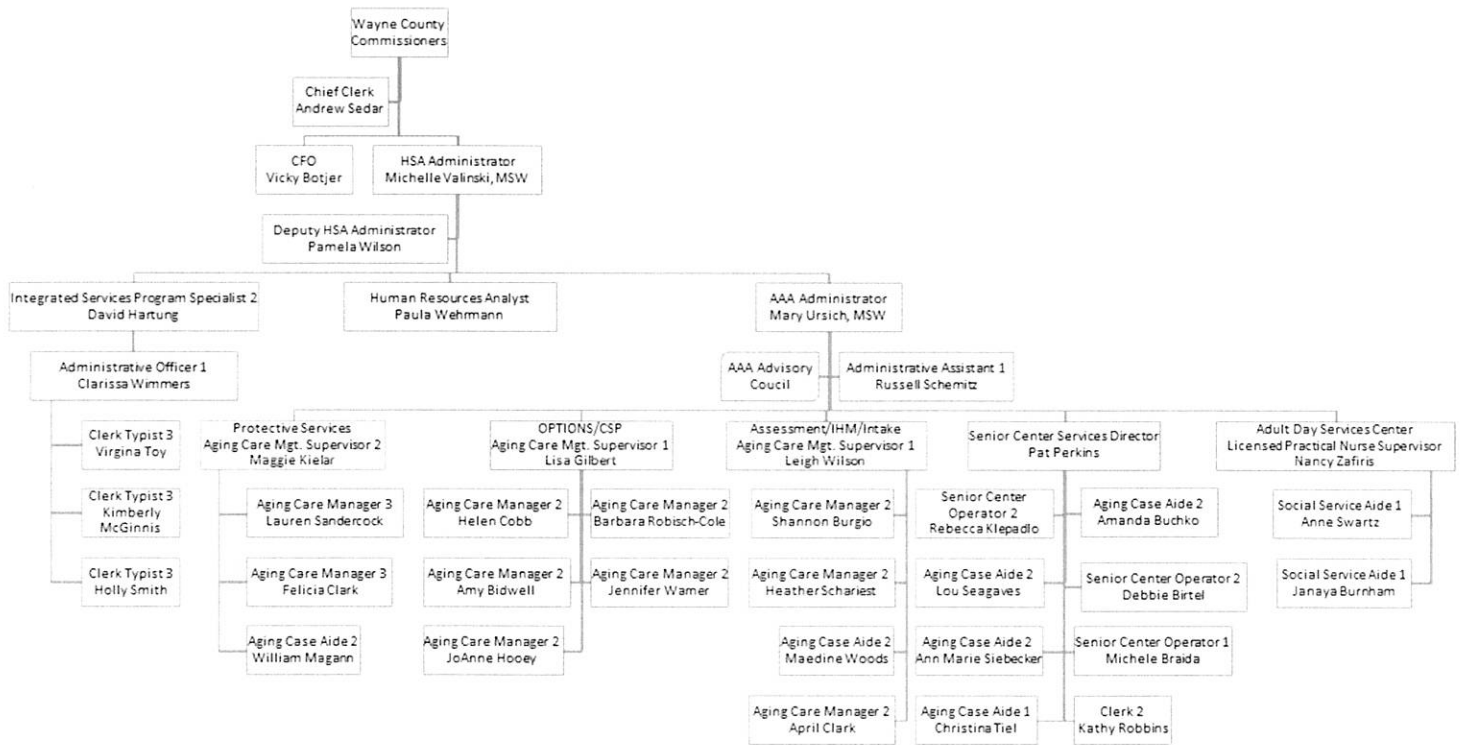 Wayne County
Commissioners
Chief Clerk
Andrew Sedar
CFO
Vicky Botjer
HSA Administrator
Michelle Valinski, MSW
Deputy HSA Administrator
Pamela Wilson
Integrated Services Program Specialist 2
David Hartung
Human Resources Analyst
Paula Wehrmann
AAA Administrator
Mary Ursich, MSW
Administrative Officer 1
Clarissa Wimmers
AAA Advisory
Coucil
Administrative Assistant 1
Russell Schemitz
Clerk Typist 3
Virgina Toy
Clerk Typist 3
Kimberly
McGinnis
Clerk Typist 3
Holly Smith
Protective Services
Aging Care Mgt. Supervisor 2
Maggie Kielar
Aging Care Manager 3
Lauren Sandercock
Aging Care Manager 3
Felicia Clark
Aging Case Aide 2
William Magann
OPTIONS/CSP
Aging Care Mgt. Supervisor 1
Lisa Gilbert
Aging Care Manager 2
Helen Cobb
Aging Care Manager 2
Barbara Robisch-Cole
Aging Care Manager 2
Amy Bidwell
Aging Care Manager 2
Jennifer Warner
Aging Care Manager 2
JoAnne Hooey
Assessment/IHM/Intake
Aging Care Mgt. Supervisor 1
Leigh Wilson
Aging Care Manager 2
Shannon Burgio
Aging Care Manager 2
Heather Schariest
Aging Case Aide 2
Maedine Woods
Aging Care Manager 2
April Clark
Senior Center Services Director
Pat Perkins
Senior Center
Operator 2
Rebecca Klepadlo
Aging Case Aide 2
Amanda Buchko
Aging Case Aide 2
Lou Seagaves
Senior Center Operator 2
Debbie Birtel
Aging Case Aide 2
Ann Marie Siebecker
Senior Center Operator 1
Michele Braida
Aging Case Aide 1
Christina Tiel
Clerk 2
Kathy Robbins
Adult Day Services Center
Licensed Practical Nurse Supervisor
Nancy Zafiris
Social Service Aide 1
Anne Swartz
Social Service Aide 1
Janaya Burnham